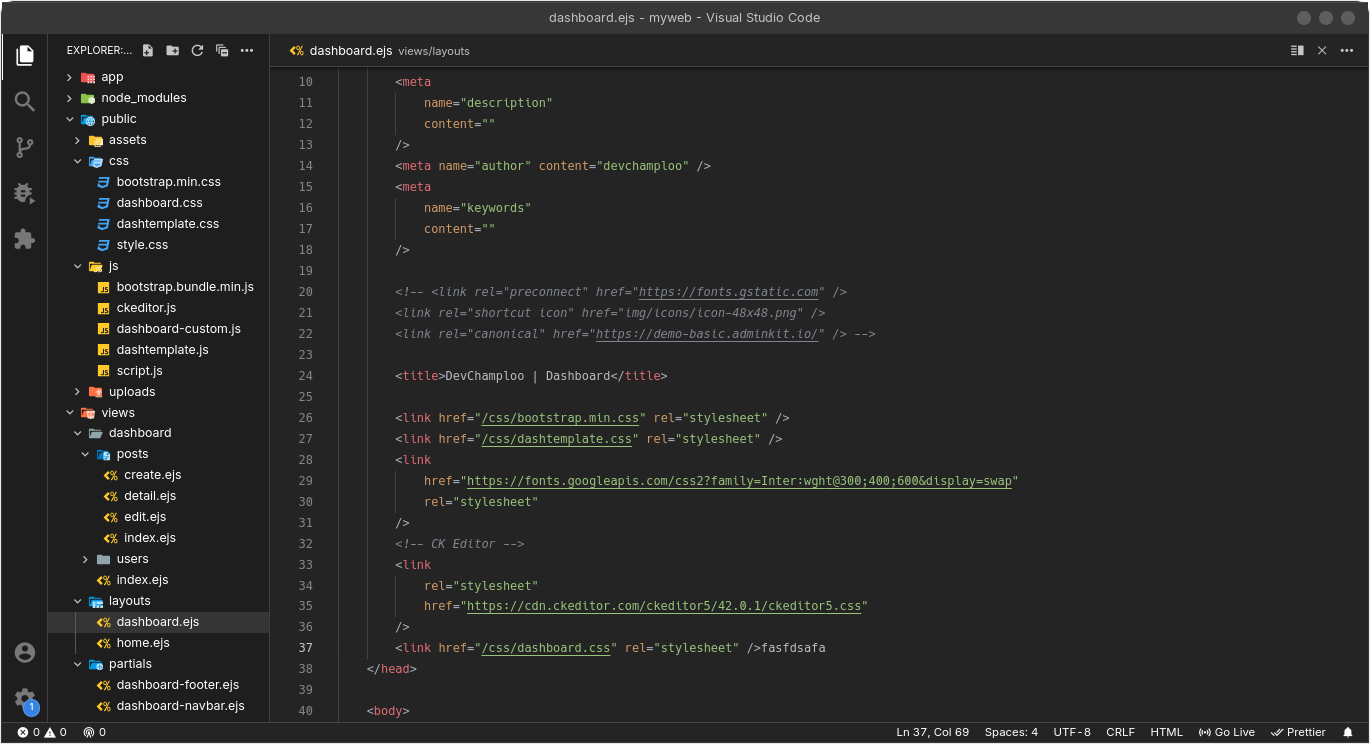 dashboard.ejs - myweb - Visual Studio Code
EXPLORER:...
app
node_modules
public
assets
css
bootstrap.min.css
dashboard.css
dashtemplate.css
style.css
js
bootstrap.bundle.min.js
ckeditor.js
dashboard-custom.js
dashtemplate.js
script.js
uploads
views
dashboard
posts
create.ejs
detail.ejs
edit.ejs
index.ejs
users
index.ejs
layouts
dashboard.ejs
home.ejs
partials
dashboard-footer.ejs
dashboard-navbar.ejs
1
dashboard.ejs views/layouts
10 <meta
11 name="description"
12 content=""
13 />
14 <meta name="author" content="devchamploo" />
15 <meta
16 name="keywords"
17 content=""
18 />
19
20 <!-- <link rel="preconnect" href="https://fonts.gstatic.com" />
21 <link rel="shortcut icon" href="img/icons/icon-48x48.png" />
22 <link rel="canonical" href="https://demo-basic.adminkit.io/" /> -->
23
24 <title>DevChamploo | Dashboard</title>
25
26 <link href="/css/bootstrap.min.css" rel="stylesheet" />
27 <link href="/css/dashtemplate.css" rel="stylesheet" />
28 <link
29 href="https://fonts.googleapis.com/css2?family=Inter:wght@300;400;600&display=swap"
30 rel="stylesheet"
31 />
32 <!-- CK Editor -->
33 <link
34 rel="stylesheet"
35 href="https://cdn.ckeditor.com/ckeditor5/42.0.1/ckeditor5.css"
36 />
37 <link href="/css/dashboard.css" rel="stylesheet" />fasfdsafa
38 </head>
39
40 <body>
0 0 0 Ln 37, Col 69 Spaces: 4 UTF-8 CRLF HTML Go Live Prettier